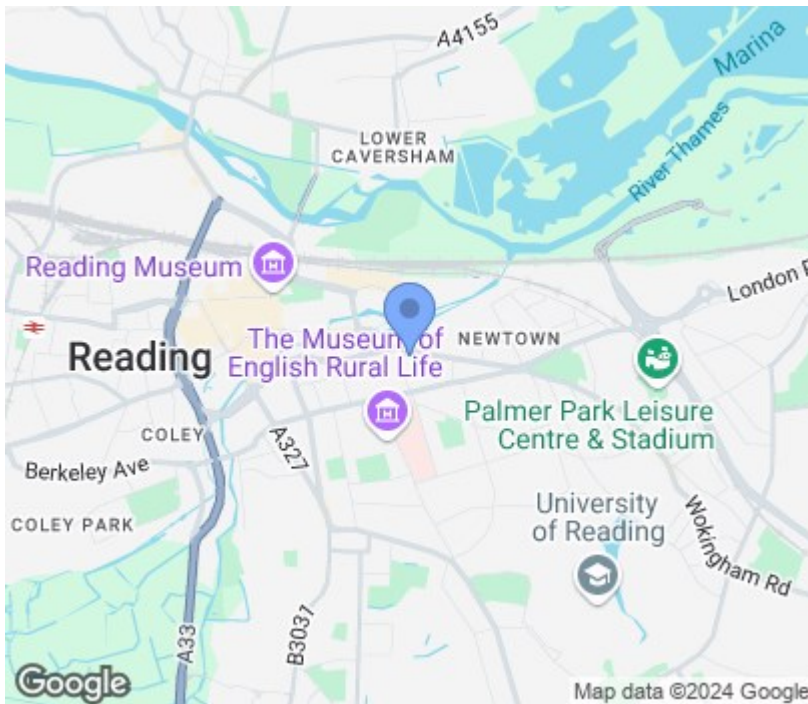 A4155
Marina
LOWER
CAVERSHAM
River Thames
Reading Museum
London
The Museum of
English Rural Life
NEWTOWN
Reading
Palmer Park Leisure
Centre & Stadium
COLEY
A327
Berkeley Ave
University
of Reading
COLEY PARK
Wokingham Rd
A33
B3031
Google
Map data ©2024 Google